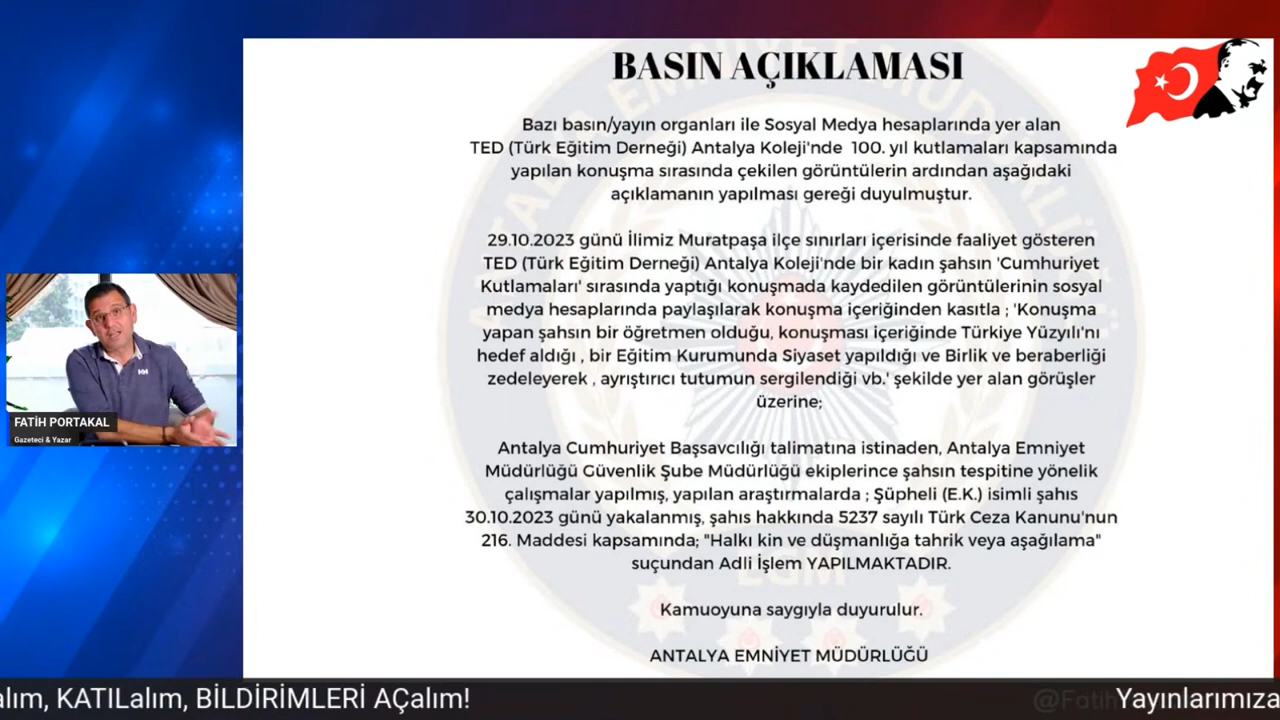 BASIN AÇIKLAMASI
Bazı basın/yayın organları ile Sosyal Medya hesaplarında yer alan
TED (Türk Eğitim Derneği) Antalya Koleji'nde 100. yıl kutlamaları kapsamında
yapılan konuşma sırasında çekilen görüntülerin ardından aşağıdaki
açıklamanın yapılması gereği duyulmuştur.
29.10.2023 günü İlimiz Muratpaşa ilçe sınırları içerisinde faaliyet gösteren
TED (Türk Eğitim Derneği) Antalya Koleji'nde bir kadın şahsın 'Cumhuriyet
Kutlamaları' sırasında yaptığı konuşmada kaydedilen görüntülerinin sosyal
medya hesaplarında paylaşılarak konuşma içeriğinden kasıtla ; 'Konuşma
yapan şahsın bir öğretmen olduğu, konuşması içeriğinde Türkiye Yüzyılı'nı
hedef aldığı , bir Eğitim Kurumunda Siyaset yapıldığı ve Birlik ve beraberliği
zedeleyerek , ayrıştırıcı tutumun sergilendiği vb.' şekilde yer alan görüşler
üzerine;
Antalya Cumhuriyet Başsavcılığı talimatına istinaden, Antalya Emniyet
Müdürlüğü Güvenlik Şube Müdürlüğü ekiplerince şahsın tespitine yönelik
çalışmalar yapılmış, yapılan araştırmalarda ; Şüpheli (E.K.) isimli şahıs
30.10.2023 günü yakalanmış, şahıs hakkında 5237 sayılı Türk Ceza Kanunu'nun
216. Maddesi kapsamında; "Halkı kin ve düşmanlığa tahrik veya aşağılama"
suçundan Adli İşlem YAPILMAKTADIR.
Kamuoyuna saygıyla duyurulur.
ANTALYA EMNİYET MÜDÜRLÜĞÜ
EGM
FATİH PORTAKAL
Gazeteci & Yazar
alım, KATILalım, BİLDİRİMLERİ AÇalım!
@Fatih
Yayınlarımıza